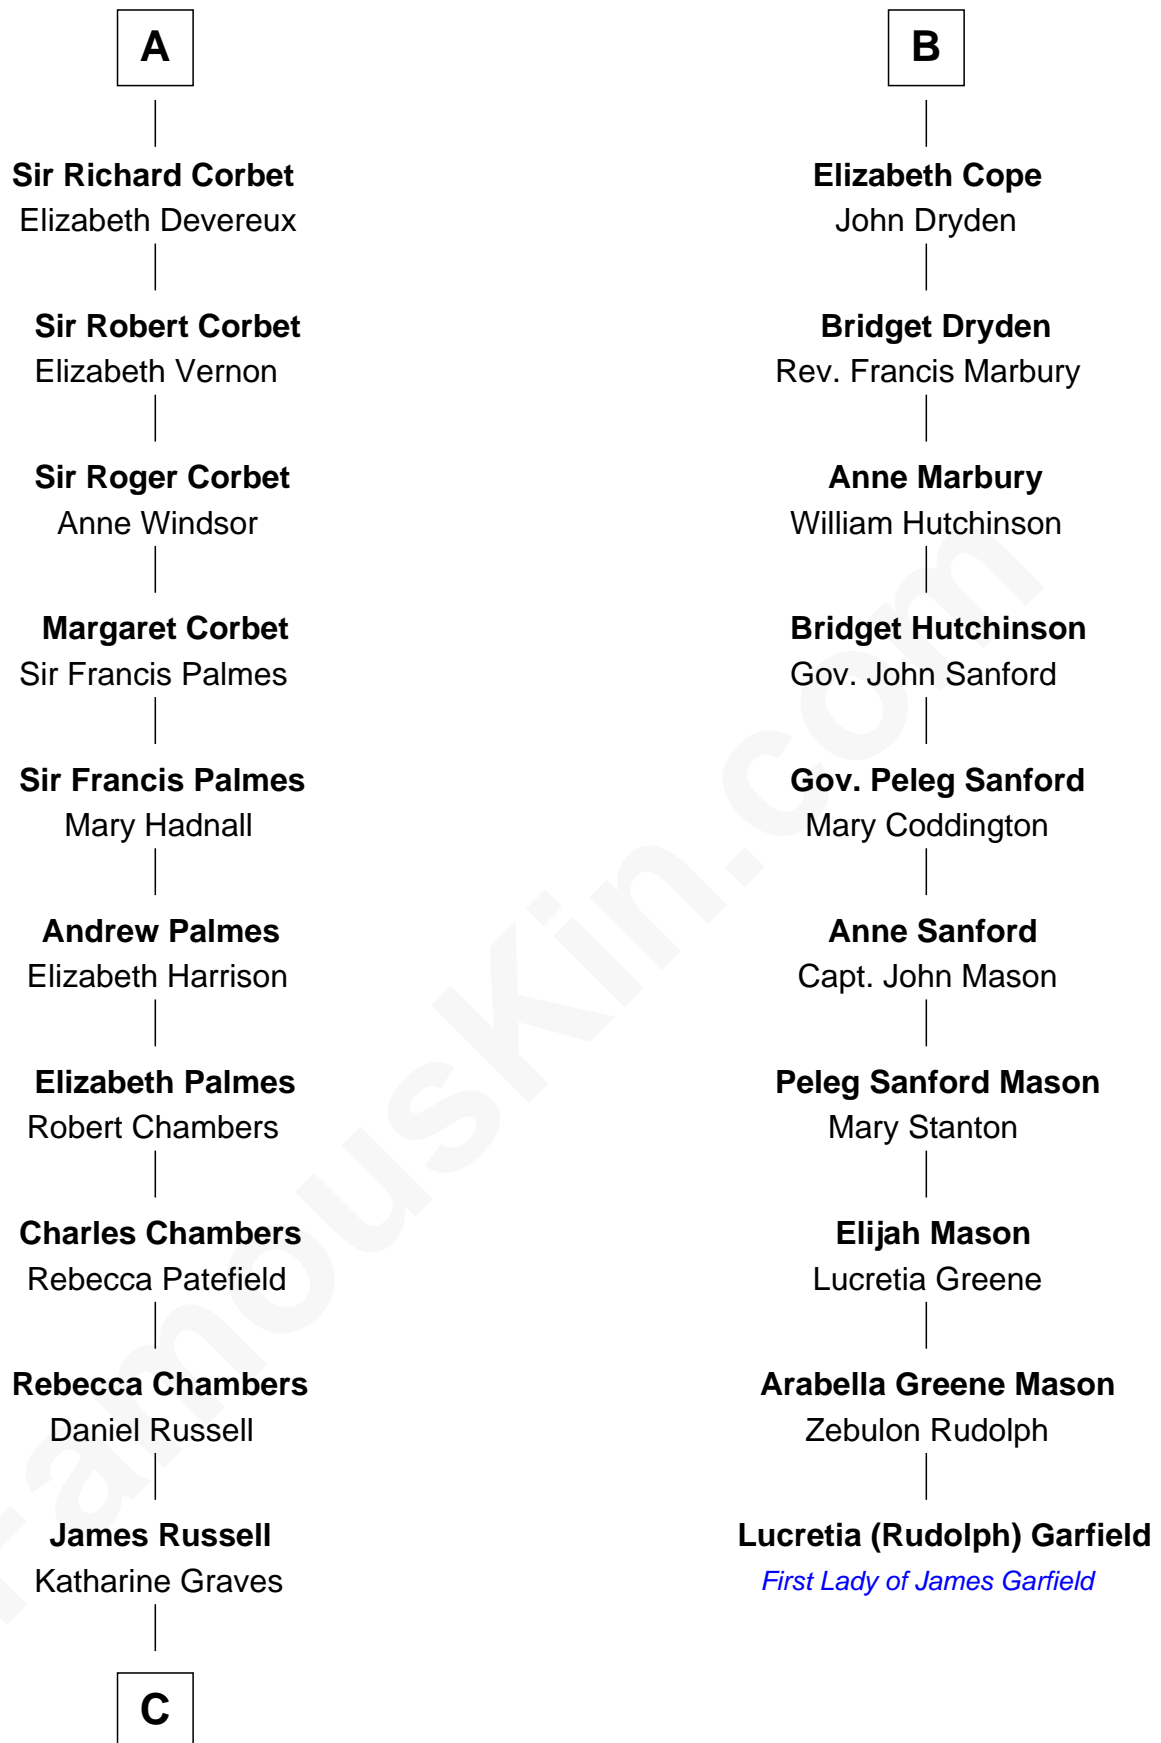 A
Sir Richard Corbet
Elizabeth Devereux
Sir Robert Corbet
Elizabeth Vernon
Sir Roger Corbet
Anne Windsor
Margaret Corbet
Sir Francis Palmes
Sir Francis Palmes
Mary Hadnall
Andrew Palmes
Elizabeth Harrison
Elizabeth Palmes
Robert Chambers
Charles Chambers
Rebecca Patefield
Rebecca Chambers
Daniel Russell
James Russell
Katharine Graves
C
B
Elizabeth Cope
John Dryden
Bridget Dryden
Rev. Francis Marbury
Anne Marbury
William Hutchinson
Bridget Hutchinson
Gov. John Sanford
Gov. Peleg Sanford
Mary Coddington
Anne Sanford
Capt. John Mason
Peleg Sanford Mason
Mary Stanton
Elijah Mason
Lucretia Greene
Arabella Greene Mason
Zebulon Rudolph
Lucretia (Rudolph) Garfield
First Lady of James Garfield
FamousKin.com